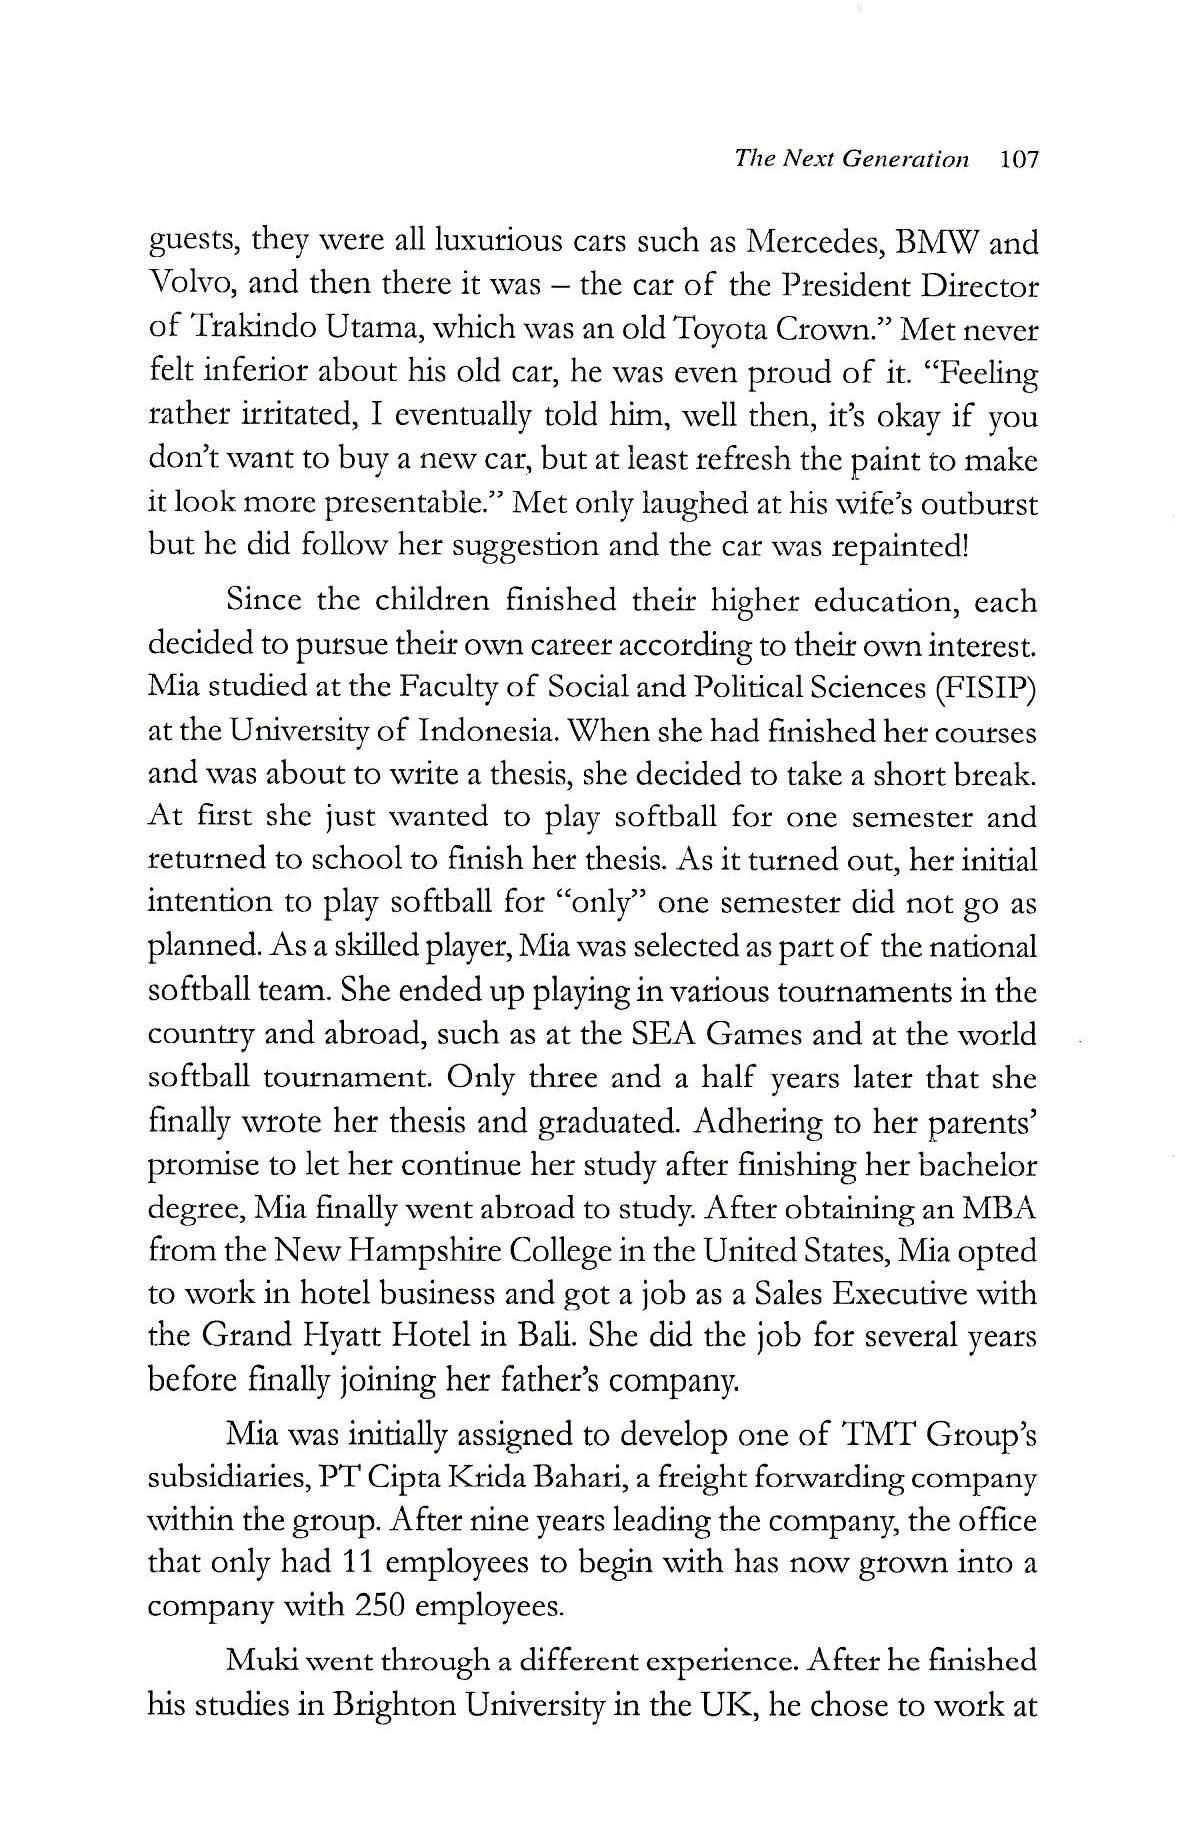 The Next Generation 107
guests, they were all luxurious cars such as Mercedes, BMW and
Volvo, and then there it was – the car of the President Director
of Trakindo Utama, which was an old Toyota Crown.” Met never
felt inferior about his old car, he was even proud of it. “Feeling
rather irritated, I eventually told him, well then, it’s okay if you
don’t want to buy a new car, but at least refresh the paint to make
it look more presentable.” Met only laughed at his wife’s outburst
but he did follow her suggestion and the car was repainted!
Since the children finished their higher education, each
decided to pursue their own career according to their own interest.
Mia studied at the Faculty of Social and Political Sciences (FISIP)
at the University of Indonesia. When she had finished her courses
and was about to write a thesis, she decided to take a short break.
At first she just wanted to play softball for one semester and
returned to school to finish her thesis. As it turned out, her initial
intention to play softball for “only” one semester did not go as
planned. As a skilled player, Mia was selected as part of the national
softball team. She ended up playing in various tournaments in the
country and abroad, such as at the SEA Games and at the world
softball tournament. Only three and a half years later that she
finally wrote her thesis and graduated. Adhering to her parents’
promise to let her continue her study after finishing her bachelor
degree, Mia finally went abroad to study. After obtaining an MBA
from the New Hampshire College in the United States, Mia opted
to work in hotel business and got a job as a Sales Executive with
the Grand Hyatt Hotel in Bali. She did the job for several years
before finally joining her father’s company.
Mia was initially assigned to develop one of TMT Group’s
subsidiaries, PT Cipta Krida Bahari, a freight forwarding company
within the group. After nine years leading the company, the office
that only had 11 employees to begin with has now grown into a
company with 250 employees.
Muki went through a different experience. After he finished
his studies in Brighton University in the UK, he chose to work at